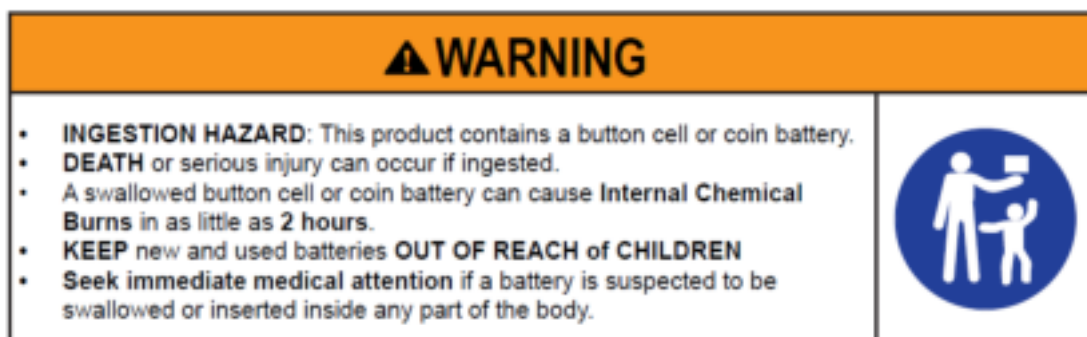 ⚠ WARNING
• INGESTION HAZARD: This product contains a button cell or coin battery.
• DEATH or serious injury can occur if ingested.
• A swallowed button cell or coin battery can cause Internal Chemical
Burns in as little as 2 hours.
• KEEP new and used batteries OUT OF REACH of CHILDREN
• Seek immediate medical attention if a battery is suspected to be
swallowed or inserted inside any part of the body.